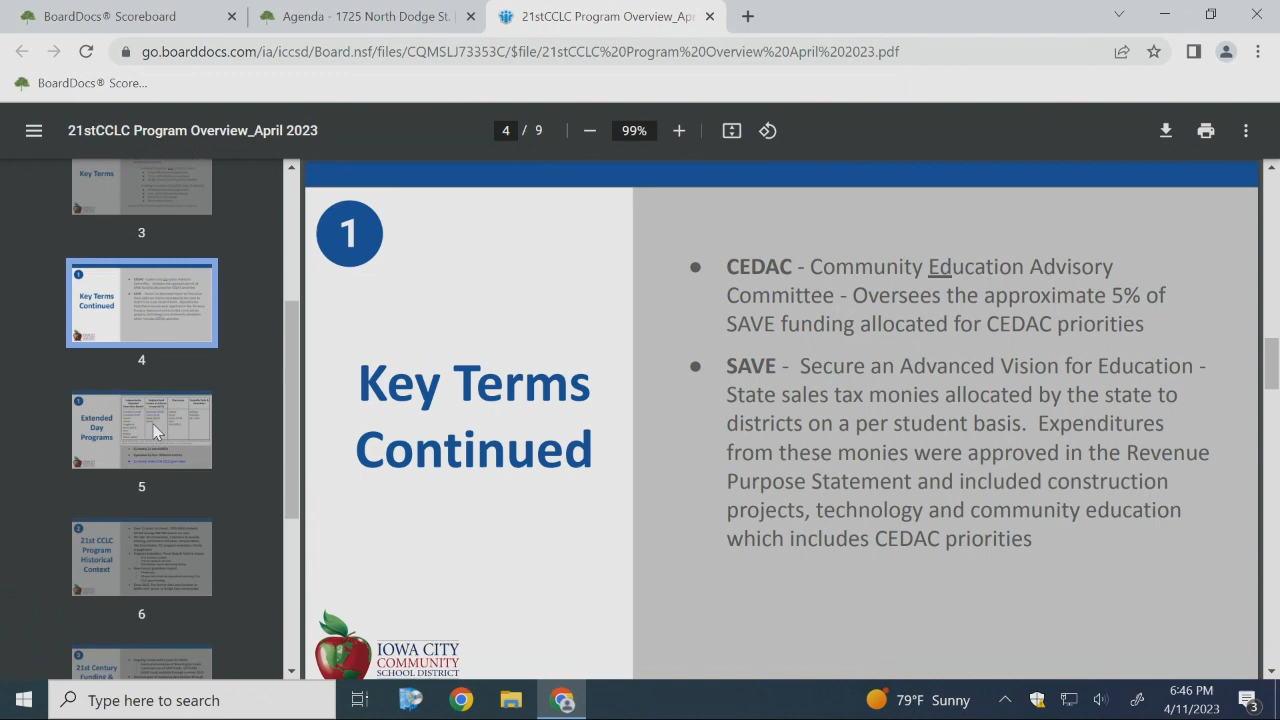 BoardDocs® Scoreboard
Agenda - 1725 North Dodge St.
21stCCLC Program Overview_Apr
go.boarddocs.com/ia/iccsd/Board.nsf/files/CQMSLJ73353C/$file/21stCCLC%20Program%20Overview%20April%202023.pdf
BoardDocs® Score...
21stCCLC Program Overview_April 2023
4 / 9
99%
Key Terms
3
Key Terms
Continued
4
Extended
Day
Programs
5
21st CCLC
Program
Historical
Context
6
21st Century
Funding &
1
Key Terms
Continued
● CEDAC - Community Education Advisory
Committee - Oversees the approximate 5% of
SAVE funding allocated for CEDAC priorities
● SAVE - Secure an Advanced Vision for Education -
State sales tax monies allocated by the state to
districts on a per student basis. Expenditures
from these monies were approved in the Revenue
Purpose Statement and included construction
projects, technology and community education
which includes CEDAC priorities
IOWA CITY
COMMUNITY
SCHOOL DISTRICT
Type here to search
79°F Sunny
6:46 PM
4/11/2023
3